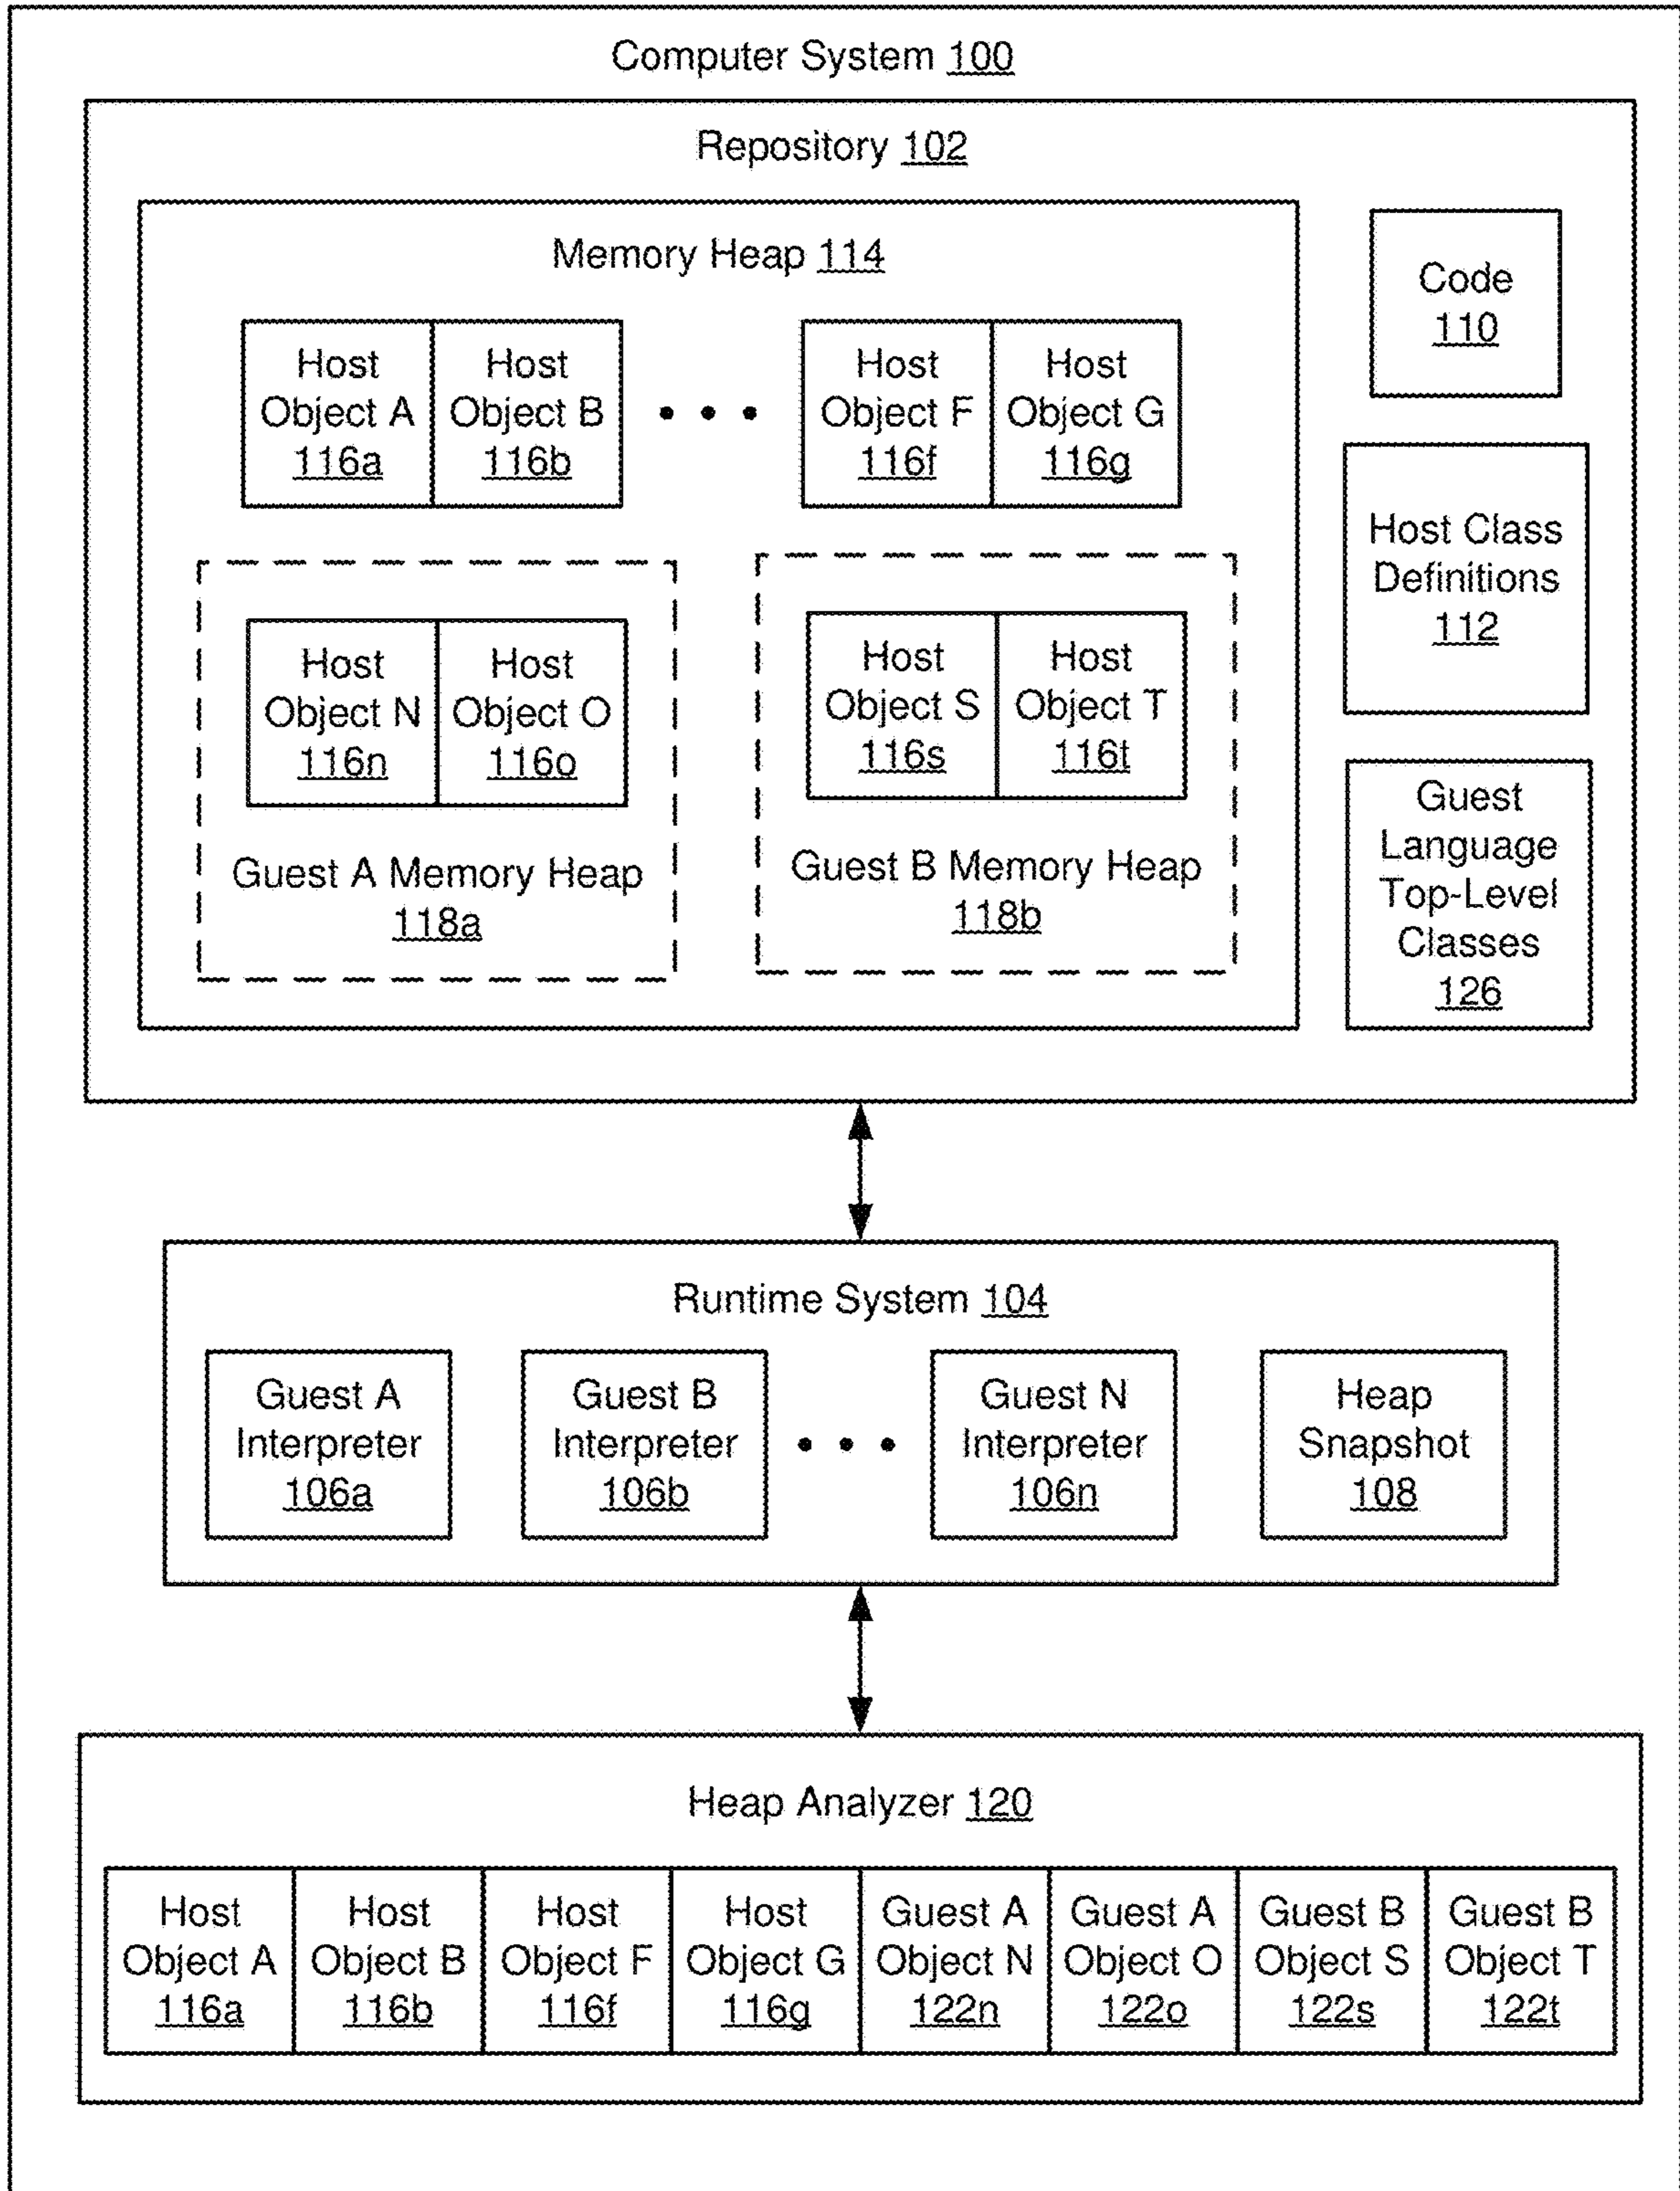 Computer System 100
Repository 102
Memory Heap 114
Host
Object A
116a
Host
Object B
116b
Host
Object F
116f
Host
Object G
116g
Host
Object N
116n
Host
Object O
116o
Guest A Memory Heap
118a
Host
Object S
116s
Host
Object T
116t
Guest B Memory Heap
118b
Code
110
Host Class
Definitions
112
Guest
Language
Top-Level
Classes
126
Runtime System 104
Guest A
Interpreter
106a
Guest B
Interpreter
106b
Guest N
Interpreter
106n
Heap
Snapshot
108
Heap Analyzer 120
Host
Object A
116a
Host
Object B
116b
Host
Object F
116f
Host
Object G
116g
Guest A
Object N
122n
Guest A
Object O
122o
Guest B
Object S
122s
Guest B
Object T
122t